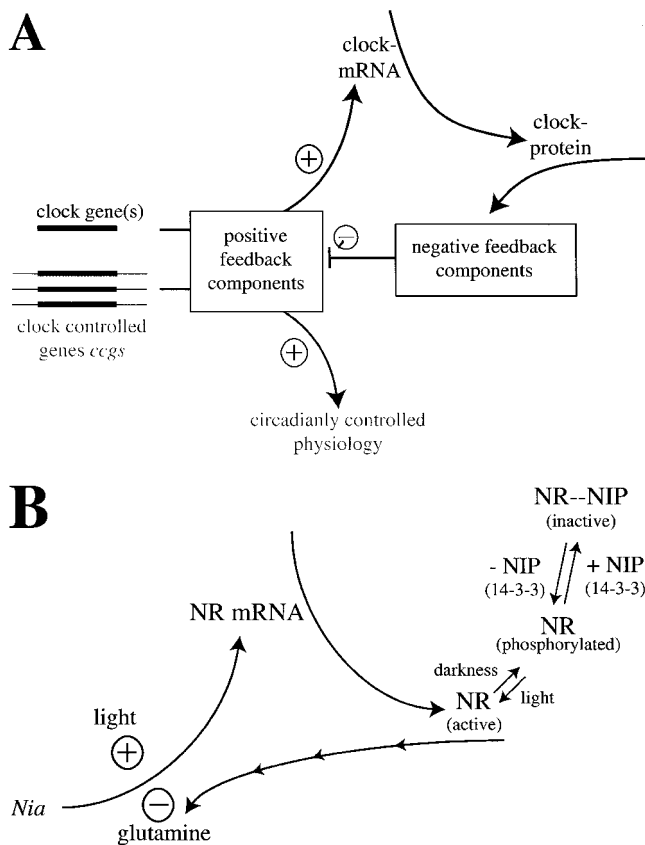 A
clock-
mRNA
clock-
protein
+
clock gene(s)
positive
feedback
components
−
negative feedback
components
clock controlled
genes ccgs
+
circadianly controlled
physiology
B
NR--NIP
(inactive)
- NIP
(14-3-3)
+ NIP
(14-3-3)
NR mRNA
NR
(phosphorylated)
darkness
light
NR
(active)
light
+
Nia
−
glutamine